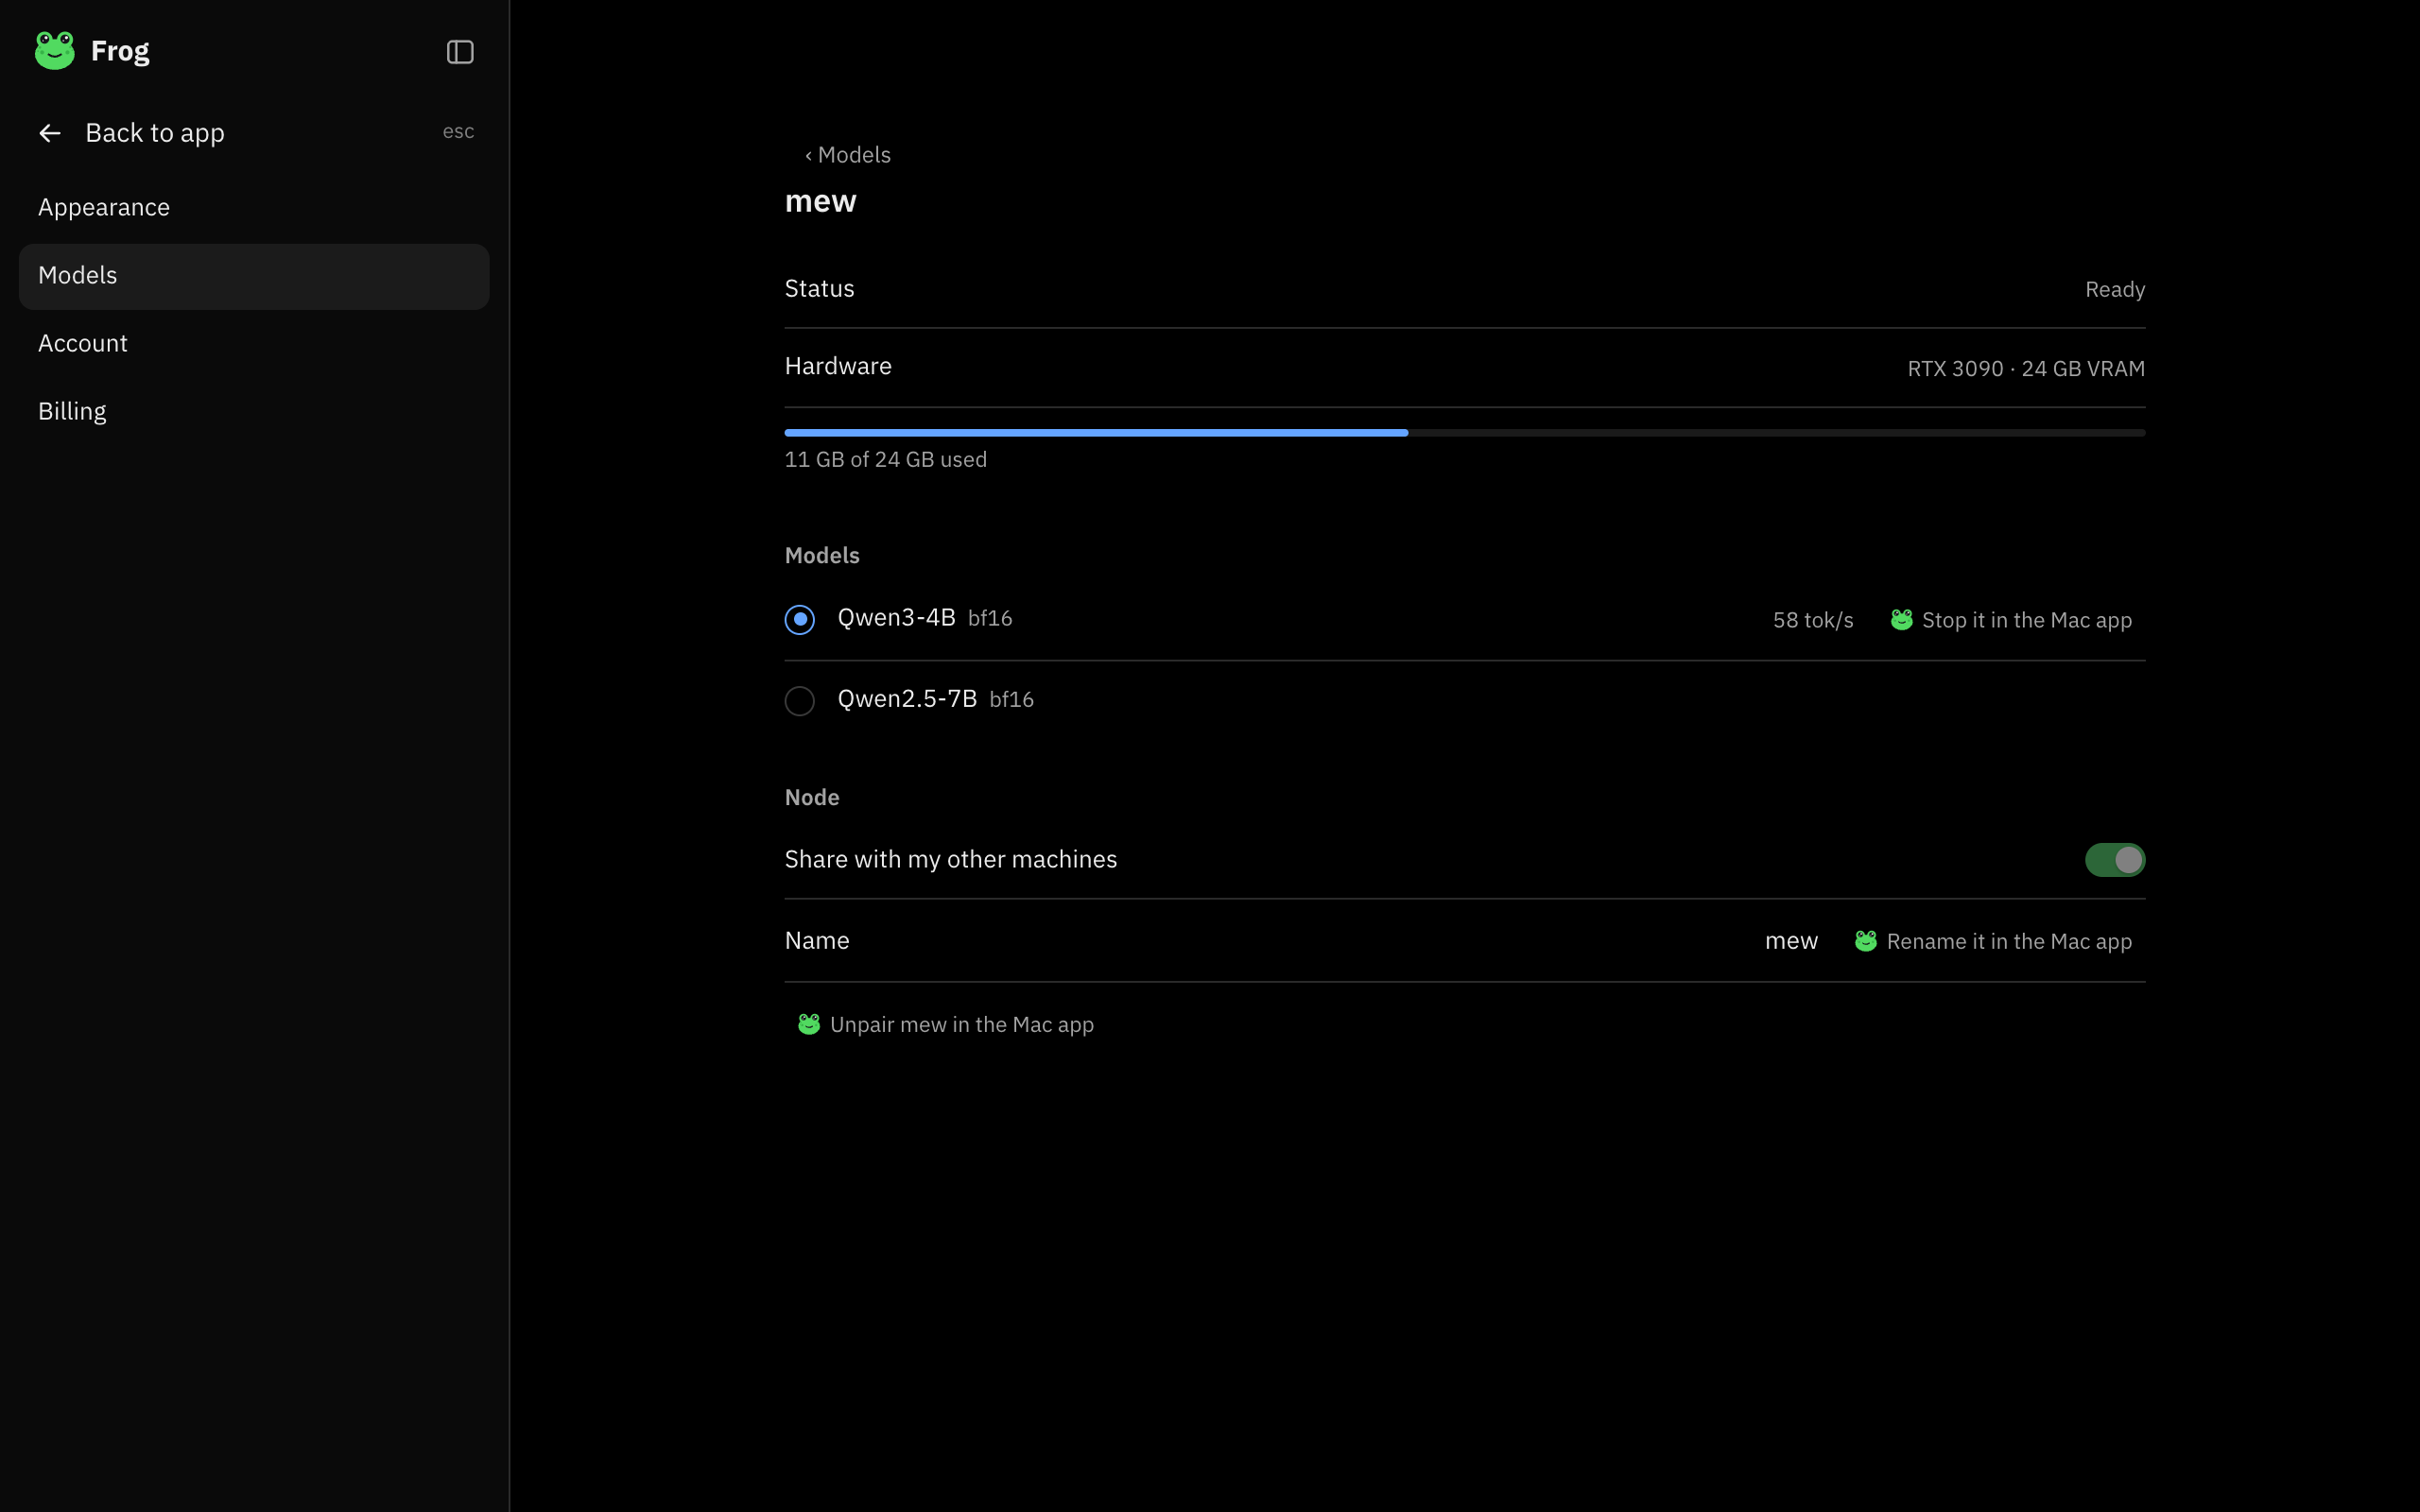 Frog
Back to app esc
Appearance
Models
Account
Billing
‹ Models
mew
Status Ready
Hardware RTX 3090 · 24 GB VRAM
11 GB of 24 GB used
Models
Qwen3-4B bf16 58 tok/s Stop it in the Mac app
Qwen2.5-7B bf16
Node
Share with my other machines
Name mew Rename it in the Mac app
Unpair mew in the Mac app